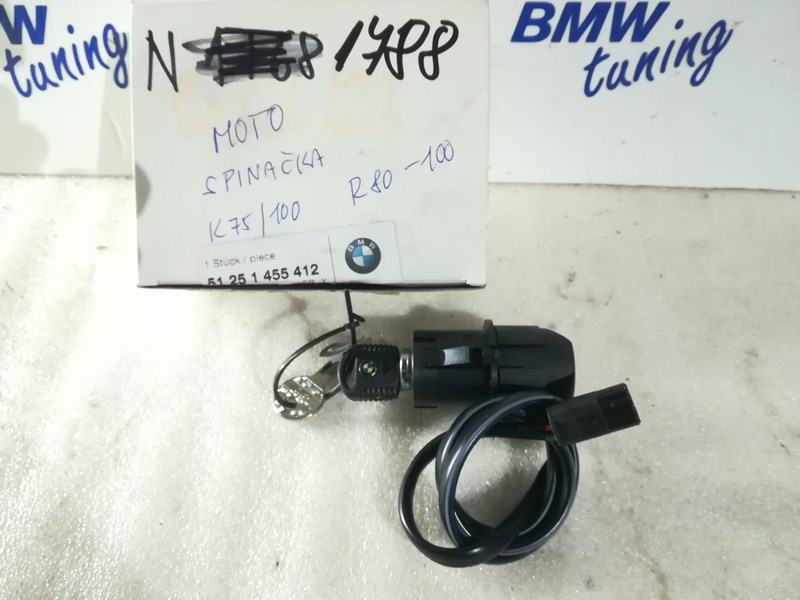 W tuning
BMW
tuning
N 1788
MOTO
SPINAČKA
K75/100 R80-100
1 Stück / piece
51 25 1 455 412
BMW